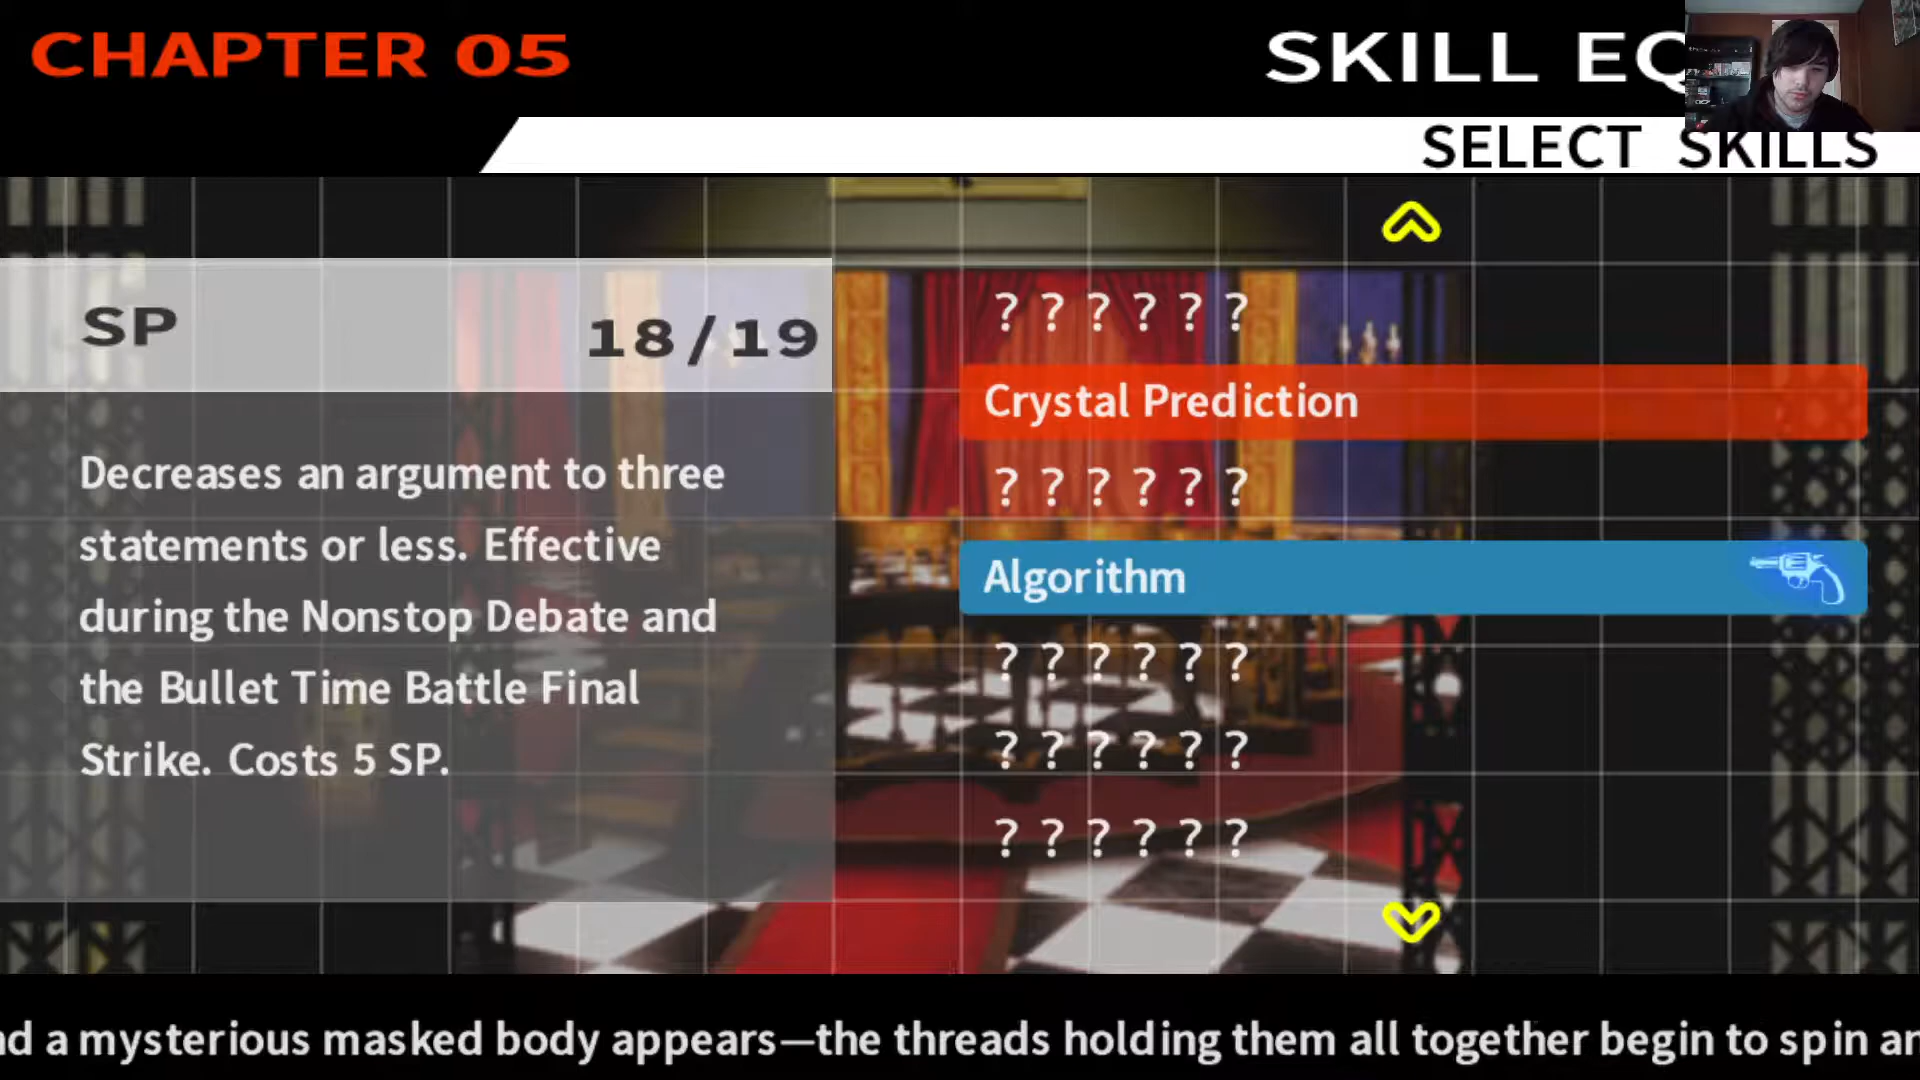 CHAPTER 05
SKILL EQ
SELECT SKILLS
SP 18/19
Decreases an argument to three
statements or less. Effective
during the Nonstop Debate and
the Bullet Time Battle Final
Strike. Costs 5 SP.
? ? ? ? ? ?
Crystal Prediction
? ? ? ? ? ?
Algorithm
? ? ? ? ? ?
? ? ? ? ? ?
? ? ? ? ? ?
nd a mysterious masked body appears—the threads holding them all together begin to spin an